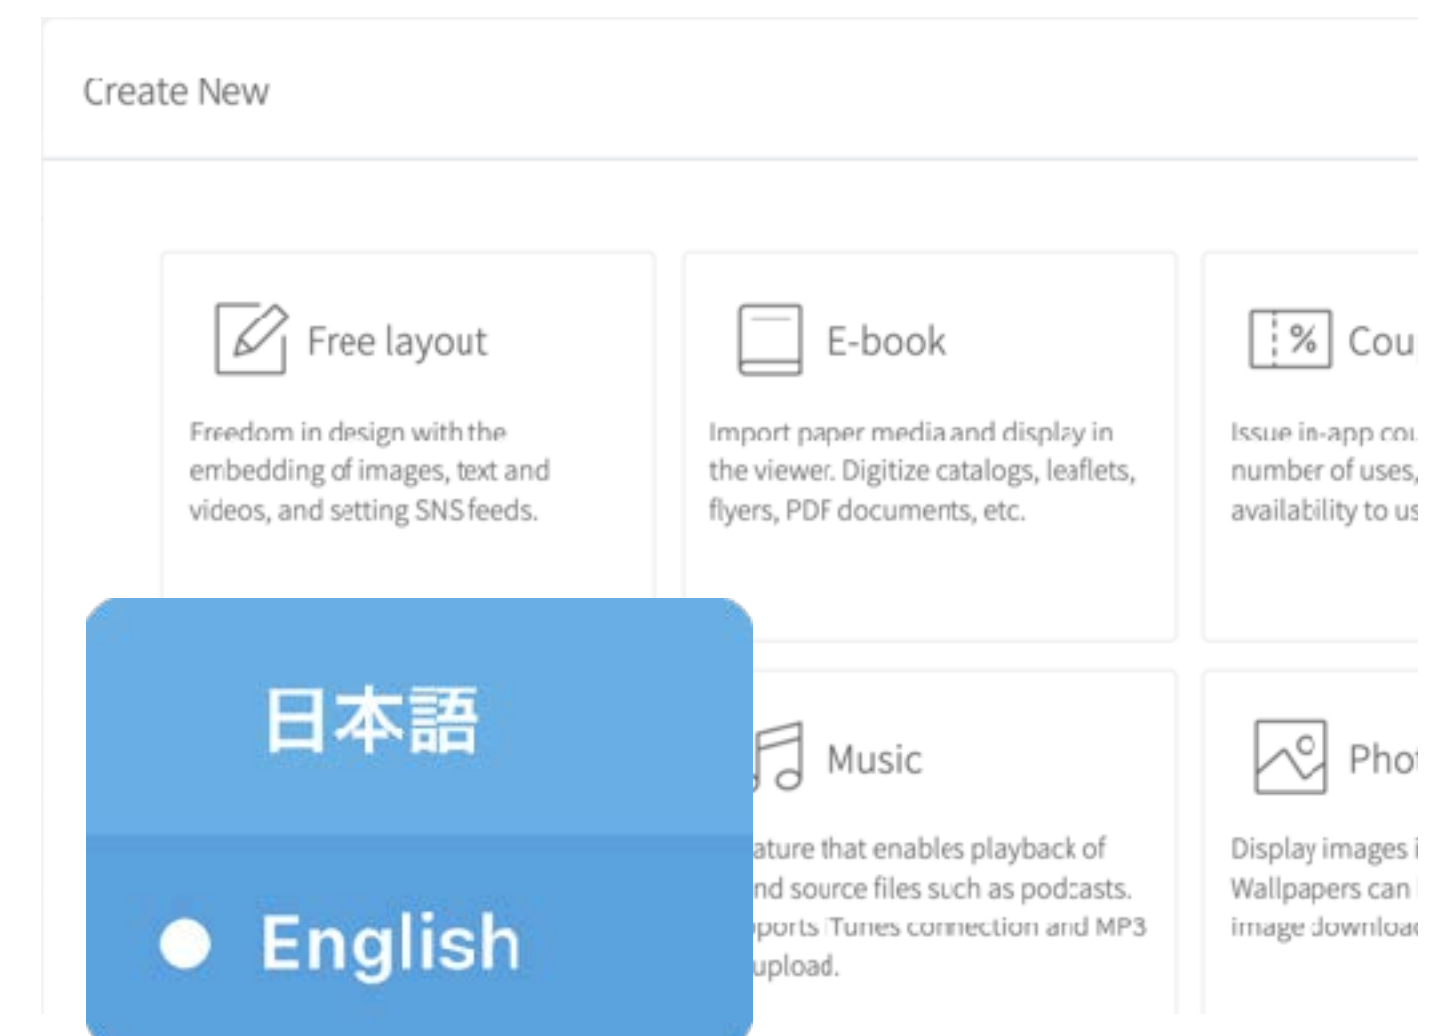 Create New
Free layout
Freedom in design with the
embedding of images, text and
videos, and setting SNS feeds.
E-book
Import paper media and display in
the viewer. Digitize catalogs, leaflets,
flyers, PDF documents, etc.
%
Issue in-app
number of uses,
availability to
日本語
English
Music
that enables playback of
source files such as podcasts.
iTunes connection and MP3
upload.
Display images
Wallpapers can
image